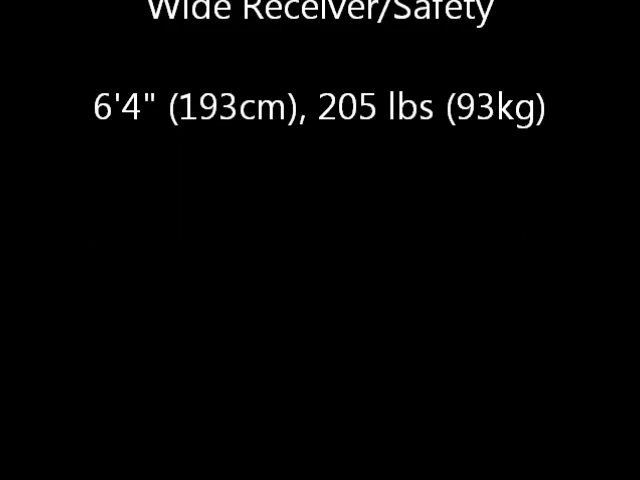 Wide Receiver/Safety
6'4" (193cm), 205 lbs (93kg)